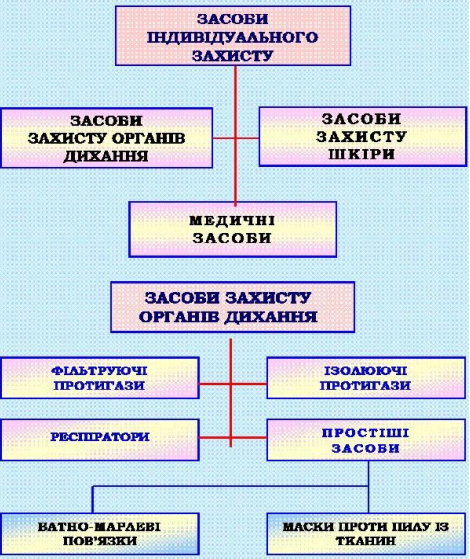 ЗАСОБИ
ІНДИВІДУАЛЬНОГО
ЗАХИСТУ
ЗАСОБИ
ЗАХИСТУ ОРГАНІВ
ДИХАННЯ
ЗАСОБИ
ЗАХИСТУ
ШКІРИ
МЕДИЧНІ
ЗАСОБИ
ЗАСОБИ ЗАХИСТУ
ОРГАНІВ ДИХАННЯ
ФІЛЬТРУЮЧІ
ПРОТИГАЗИ
ІЗОЛЮЮЧІ
ПРОТИГАЗИ
РЕСПІРАТОРИ
ПРОСТІШІ
ЗАСОБИ
ВАТНО-МАРЛЕВІ
ПОВ'ЯЗКИ
МАСКИ ПРОТИ ПИЛУ ІЗ
ТКАНИН